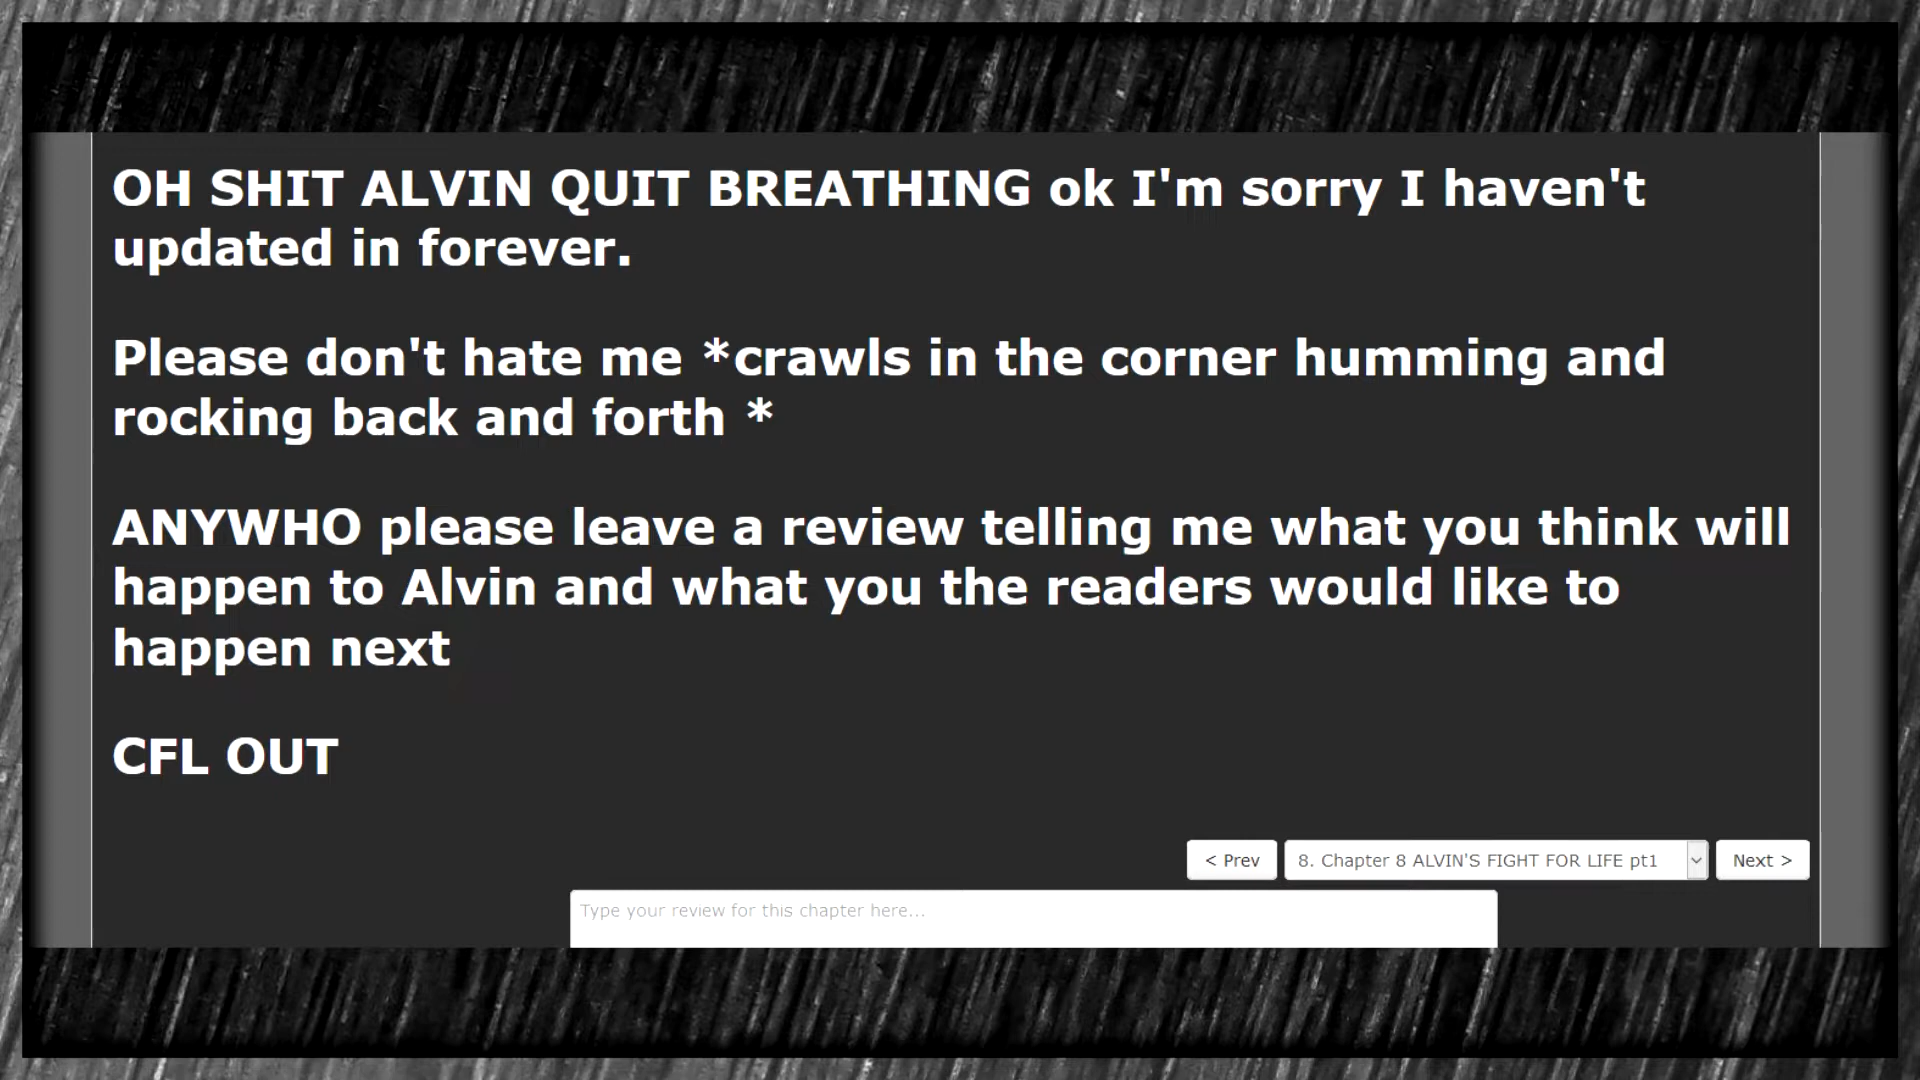 OH SHIT ALVIN QUIT BREATHING ok I'm sorry I haven't
updated in forever.
Please don't hate me *crawls in the corner humming and
rocking back and forth *
ANYWHO please leave a review telling me what you think will
happen to Alvin and what you the readers would like to
happen next
CFL OUT
< Prev 8. Chapter 8 ALVIN'S FIGHT FOR LIFE pt1 Next >
Type your review for this chapter here...